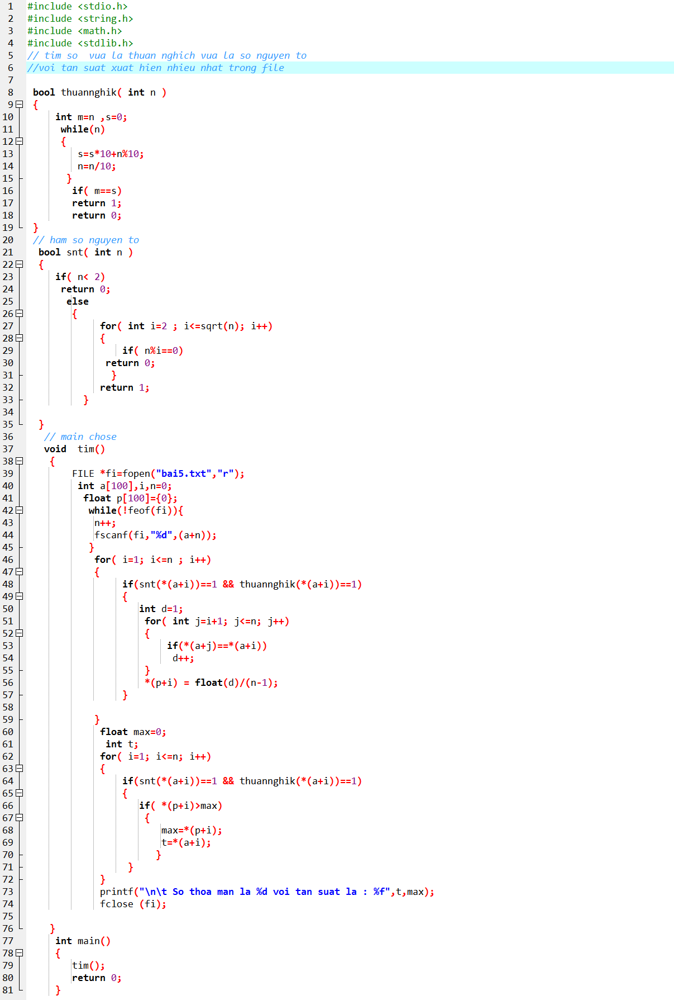 1 #include <stdio.h>
2 #include <string.h>
3 #include <math.h>
4 #include <stdlib.h>
5 // tim so  vua la thuan nghich vua la so nguyen to
6 //voi tan suat xuat hien nhieu nhat trong file
7
8 bool thuannghik( int n )
9 {
10 int m=n ,s=0;
11 while(n)
12 {
13 s=s*10+n%10;
14 n=n/10;
15 }
16 if( m==s)
17 return 1;
18 return 0;
19 }
20 // ham so nguyen to
21 bool snt( int n )
22 {
23 if( n< 2)
24 return 0;
25 else
26 {
27 for( int i=2 ; i<=sqrt(n); i++)
28 {
29 if( n%i==0)
30 return 0;
31 }
32 return 1;
33 }
34
35 }
36 // main chose
37 void  tim()
38 {
39 FILE *fi=fopen("bai5.txt","r");
40 int a[100],i,n=0;
41 float p[100]={0};
42 while(!feof(fi)){
43 n++;
44 fscanf(fi,"%d",(a+n));
45 }
46 for( i=1; i<=n ; i++)
47 {
48 if(snt(*(a+i))==1 && thuannghik(*(a+i))==1)
49 {
50 int d=1;
51 for( int j=i+1; j<=n; j++)
52 {
53 if(*(a+j)==*(a+i))
54 d++;
55 }
56 *(p+i) = float(d)/(n-1);
57 }
58
59 }
60 float max=0;
61 int t;
62 for( i=1; i<=n; i++)
63 {
64 if(snt(*(a+i))==1 && thuannghik(*(a+i))==1)
65 {
66 if( *(p+i)>max)
67 {
68 max=*(p+i);
69 t=*(a+i);
70 }
71 }
72 }
73 printf("\n\t So thoa man la %d voi tan suat la : %f",t,max);
74 fclose (fi);
75
76 }
77 int main()
78 {
79 tim();
80 return 0;
81 }